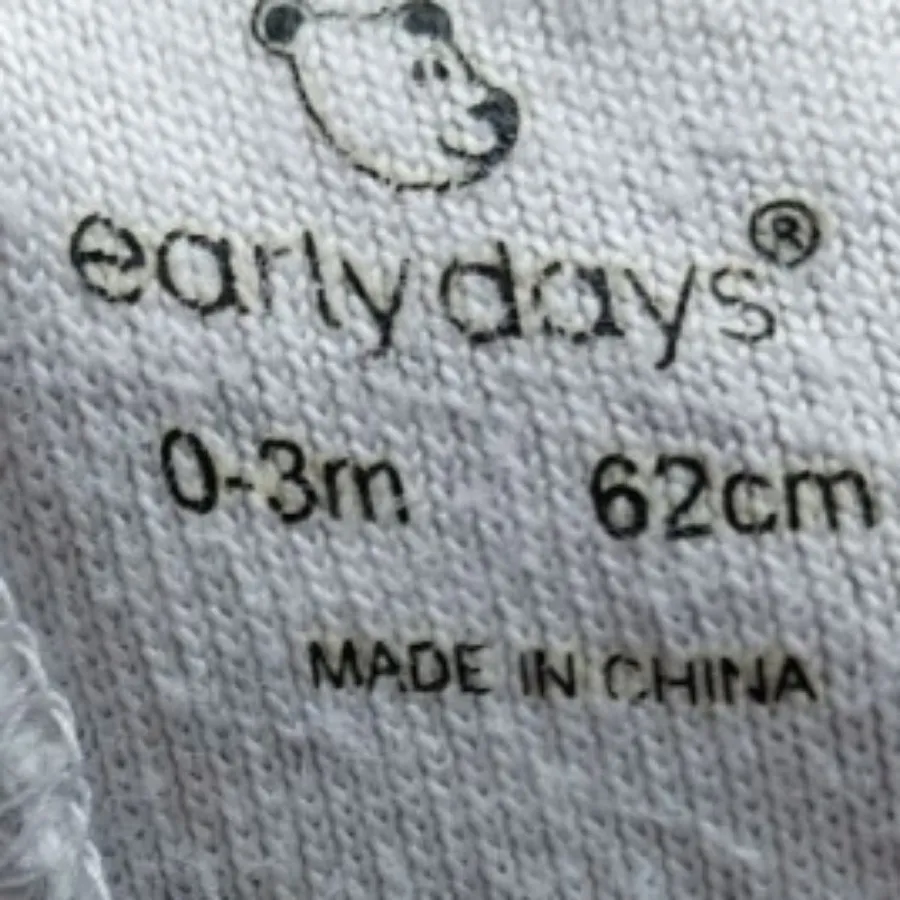 early days®
0-3m 62cm
MADE IN CHINA